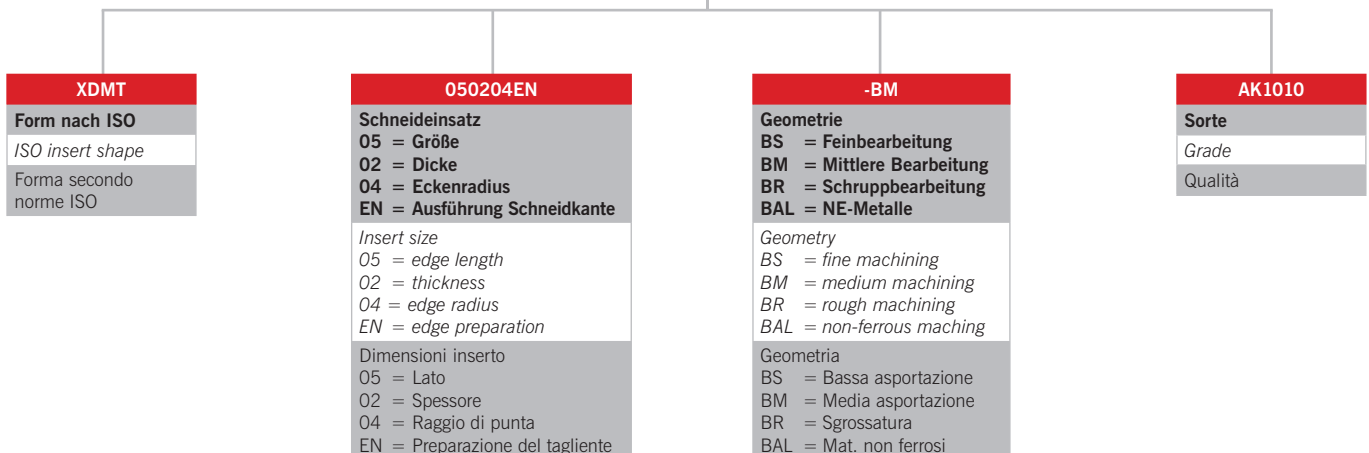 XDMT
Form nach ISO
ISO insert shape
Forma secondo
norme ISO
050204EN
Schneideinsatz
05 = Größe
02 = Dicke
04 = Eckenradius
EN = Ausführung Schneidkante
Insert size
05 = edge length
02 = thickness
04 = edge radius
EN = edge preparation
Dimensioni inserto
05 = Lato
02 = Spessore
04 = Raggio di punta
EN = Preparazione del tagliente
-BM
Geometrie
BS = Feinbearbeitung
BM = Mittlere Bearbeitung
BR = Schruppbearbeitung
BAL = NE-Metalle
Geometry
BS = fine machining
BM = medium machining
BR = rough machining
BAL = non-ferrous maching
Geometria
BS = Bassa asportazione
BM = Media asportazione
BR = Sgrossatura
BAL = Mat. non ferrosi
AK1010
Sorte
Grade
Qualità